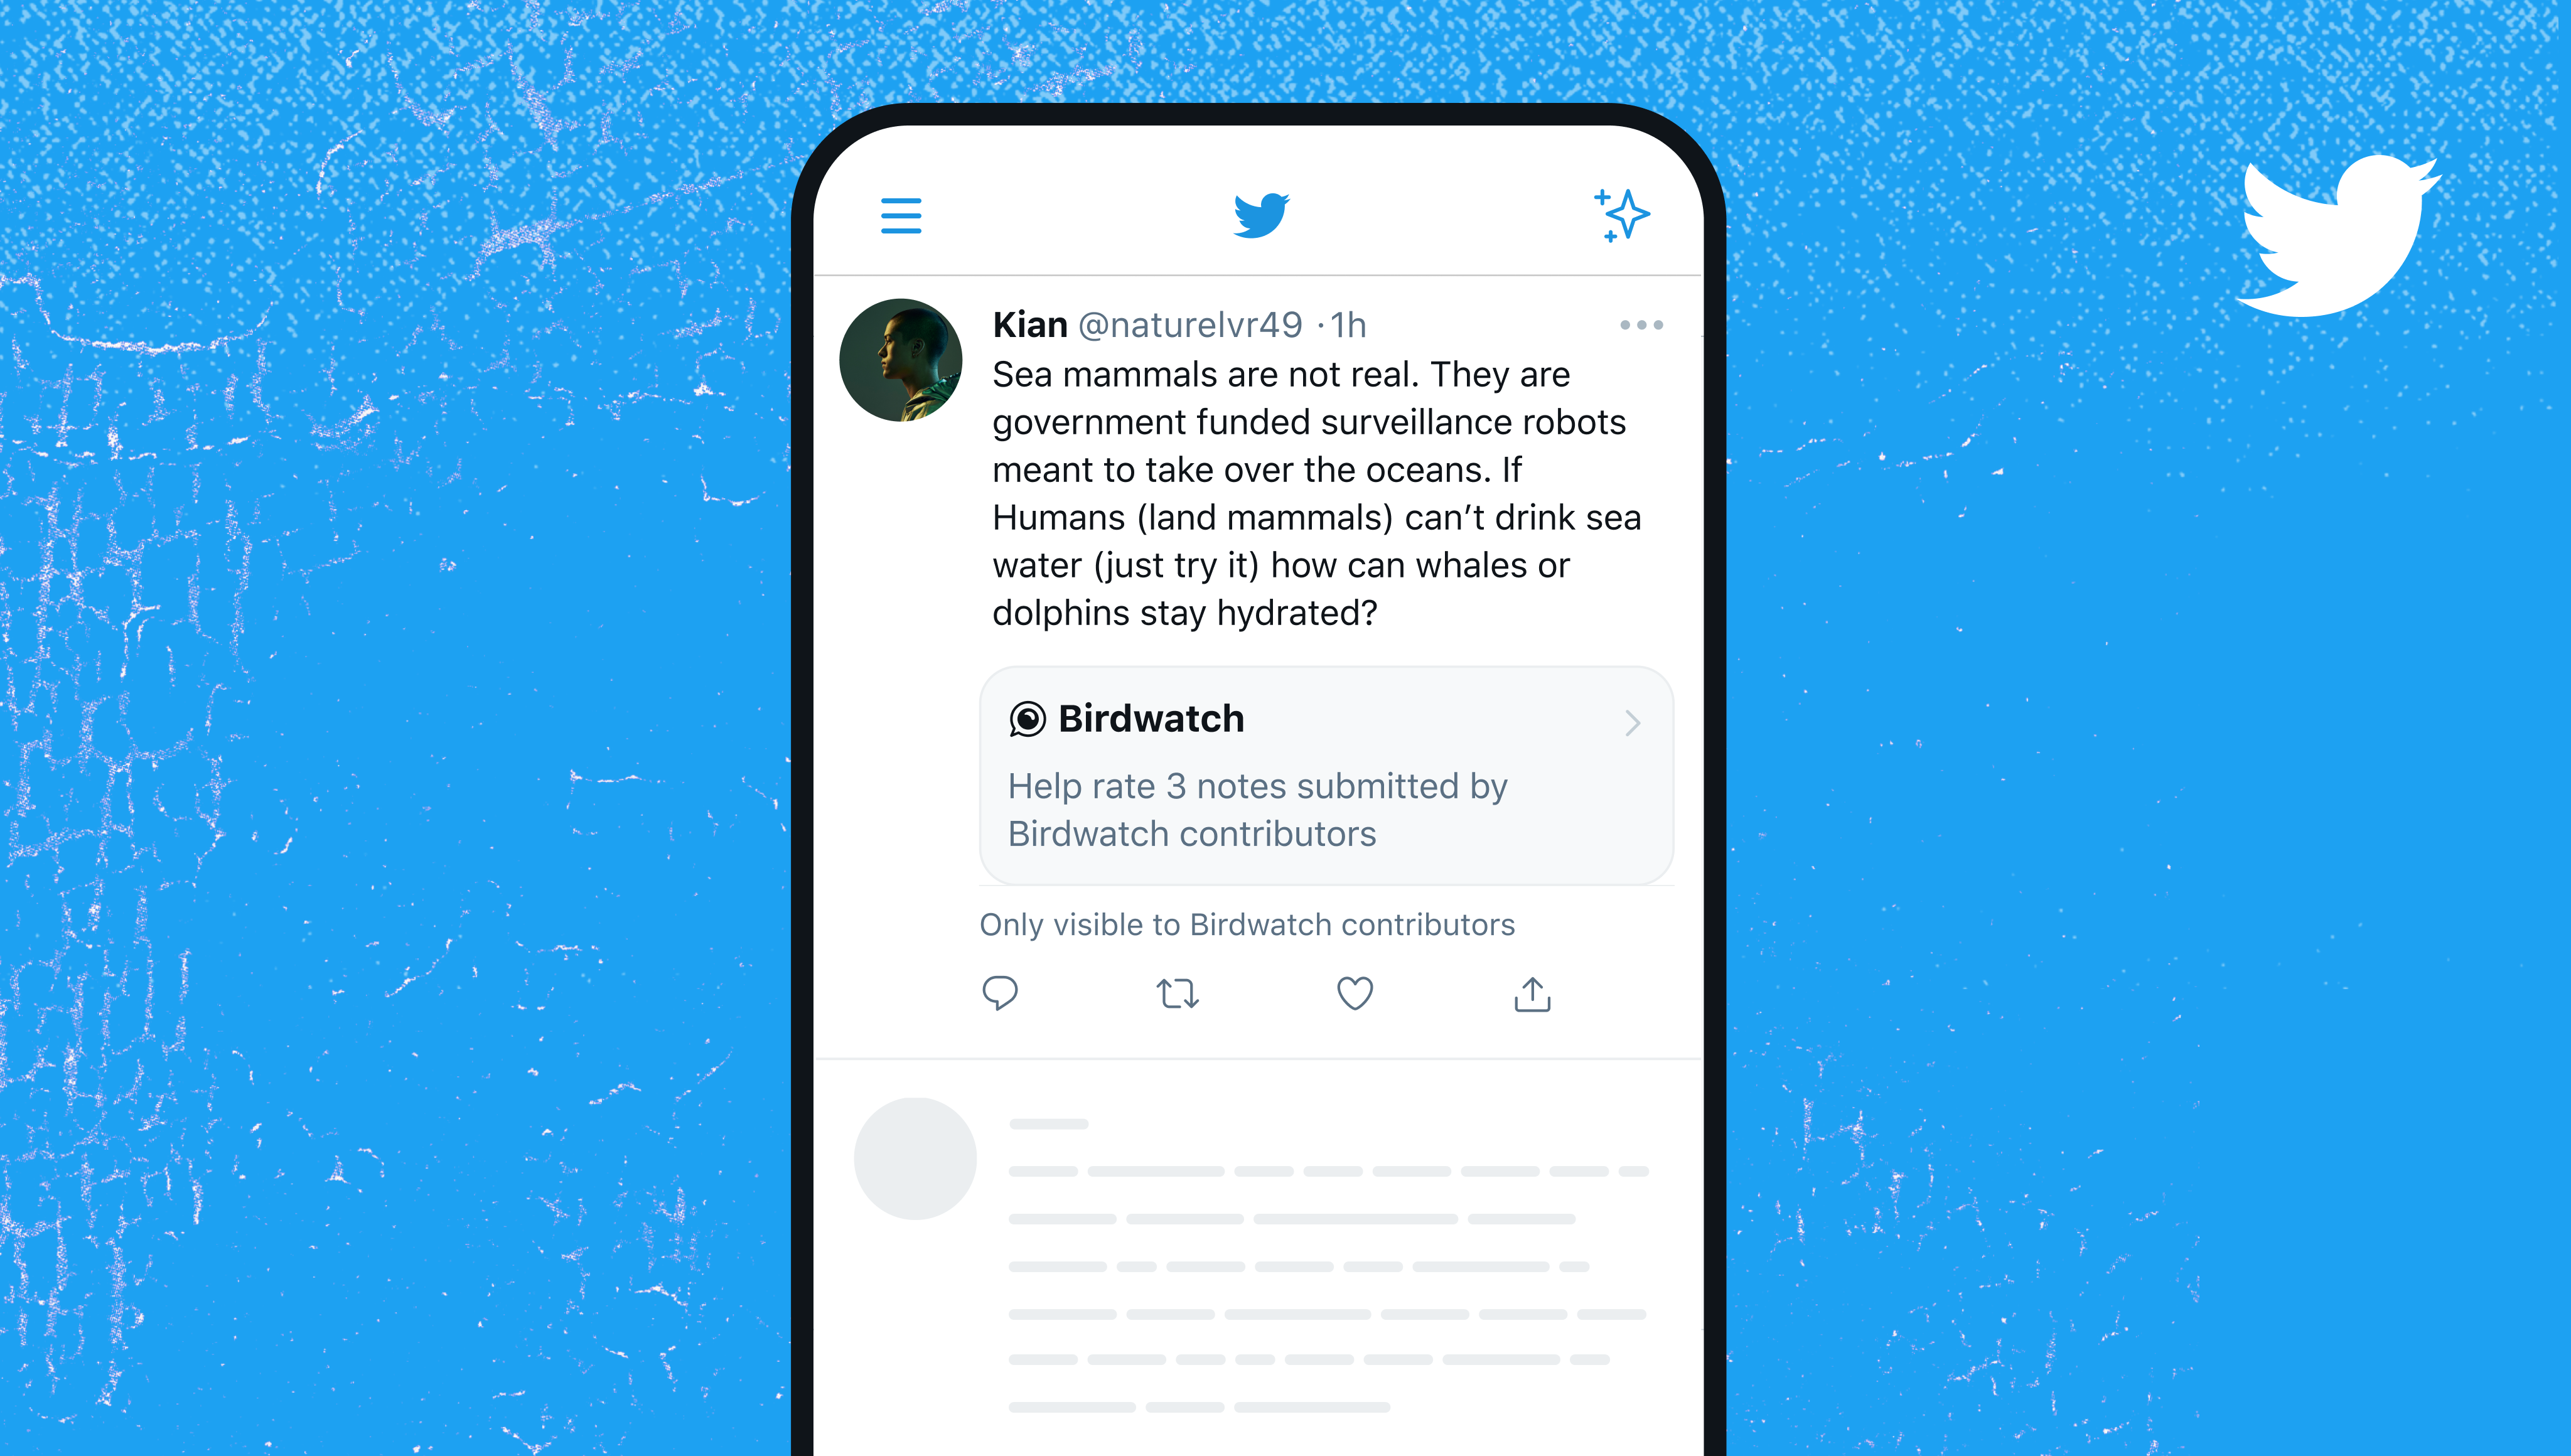 Kian @naturelvr49 · 1h
Sea mammals are not real. They are
government funded surveillance robots
meant to take over the oceans. If
Humans (land mammals) can’t drink sea
water (just try it) how can whales or
dolphins stay hydrated?
Birdwatch
Help rate 3 notes submitted by
Birdwatch contributors
Only visible to Birdwatch contributors